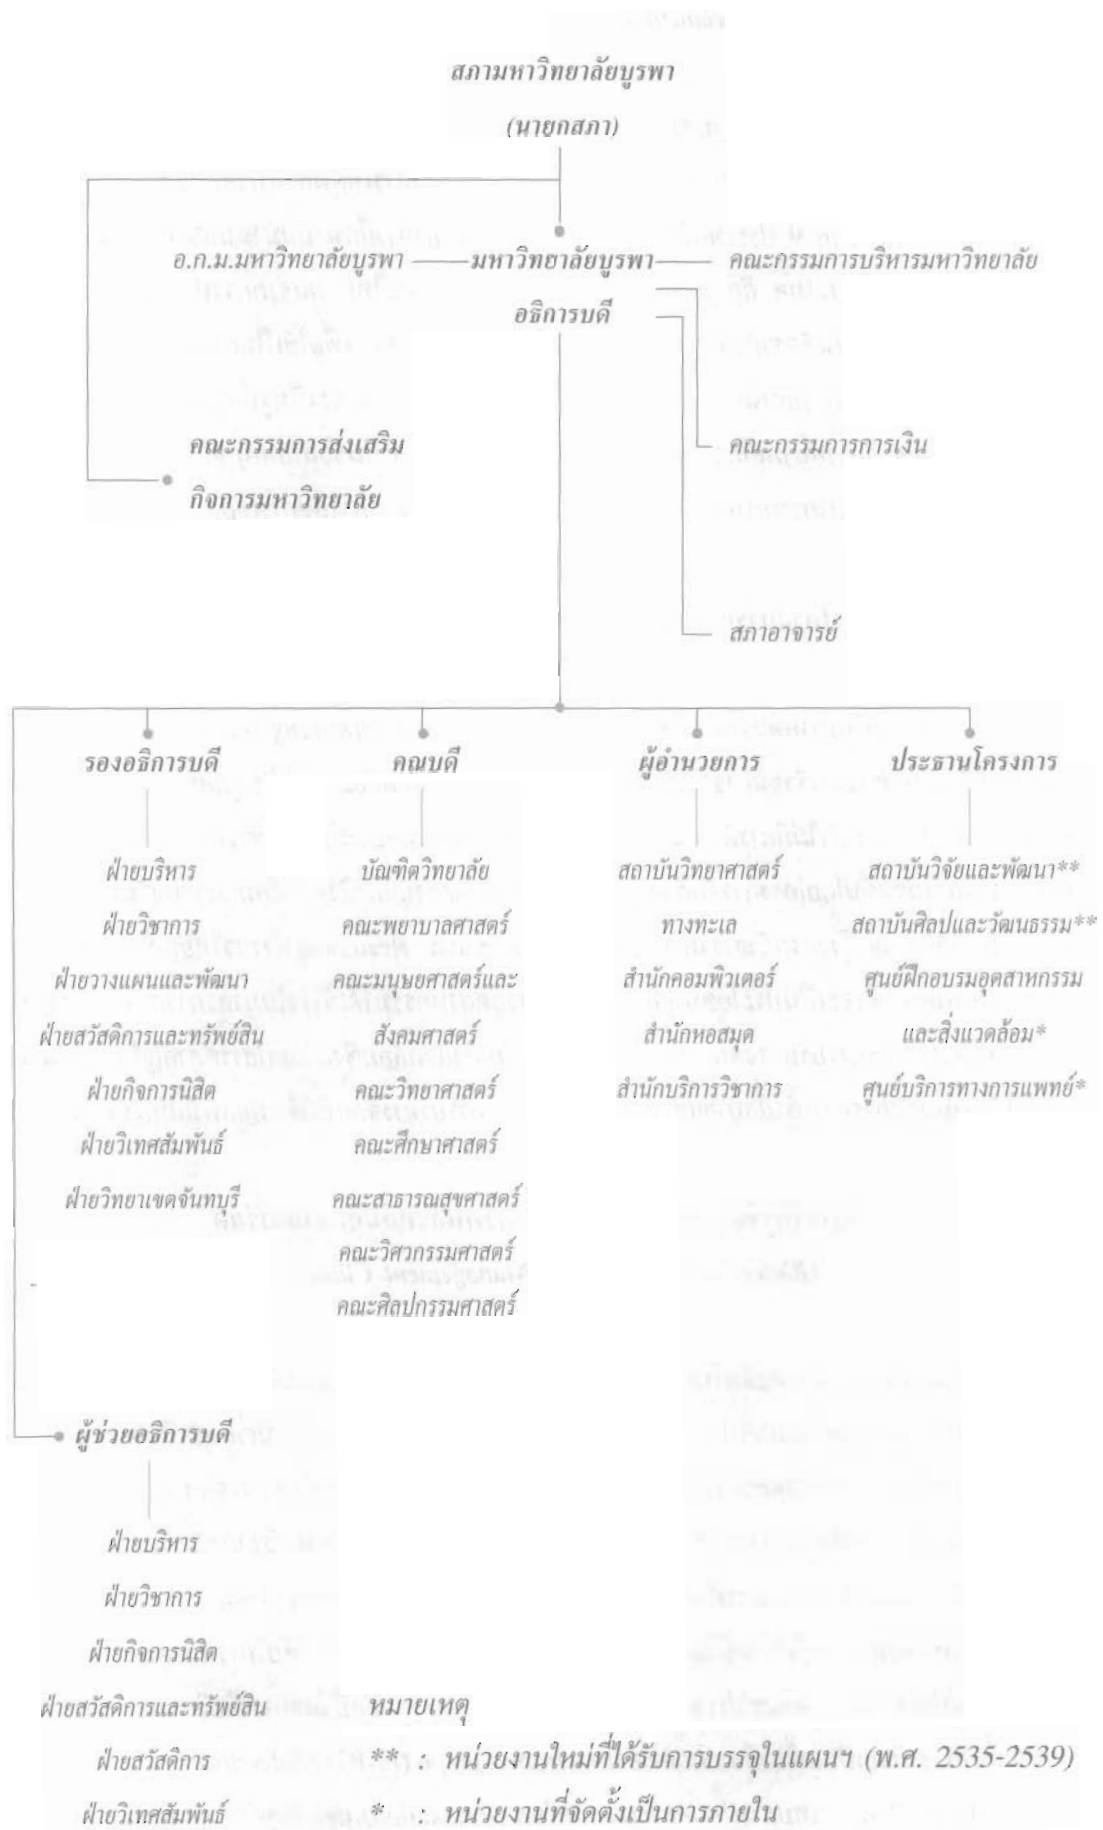 สภามหาวิทยาลัยบูรพา
(นายกสภา)
อ.ก.ม.มหาวิทยาลัยบูรพา
มหาวิทยาลัยบูรพา
คณะกรรมการบริหารมหาวิทยาลัย
อธิการบดี
คณะกรรมการส่งเสริม
กิจการมหาวิทยาลัย
คณะกรรมการการเงิน
สภาอาจารย์
รองอธิการบดี
ฝ่ายบริหาร
ฝ่ายวิชาการ
ฝ่ายวางแผนและพัฒนา
ฝ่ายสวัสดิการและทรัพย์สิน
ฝ่ายกิจการนิสิต
ฝ่ายวิเทศสัมพันธ์
ฝ่ายวิทยาเขตจันทบุรี
คณบดี
บัณฑิตวิทยาลัย
คณะพยาบาลศาสตร์
คณะมนุษยศาสตร์และ
สังคมศาสตร์
คณะวิทยาศาสตร์
คณะศึกษาศาสตร์
คณะสาธารณสุขศาสตร์
คณะวิศวกรรมศาสตร์
คณะศิลปกรรมศาสตร์
ผู้อำนวยการ
สถาบันวิทยาศาสตร์
ทางทะเล
สำนักคอมพิวเตอร์
สำนักหอสมุด
สำนักบริการวิชาการ
ประธานโครงการ
สถาบันวิจัยและพัฒนา**
สถาบันศิลปและวัฒนธรรม**
ศูนย์ฝึกอบรมอุตสาหกรรม
และสิ่งแวดล้อม*
ศูนย์บริการทางการแพทย์*
ผู้ช่วยอธิการบดี
ฝ่ายบริหาร
ฝ่ายวิชาการ
ฝ่ายกิจการนิสิต
ฝ่ายสวัสดิการและทรัพย์สิน
ฝ่ายสวัสดิการ
ฝ่ายวิเทศสัมพันธ์
หมายเหตุ
** : หน่วยงานใหม่ที่ได้รับการบรรจุในแผนฯ (พ.ศ. 2535-2539)
* : หน่วยงานที่จัดตั้งเป็นการภายใน